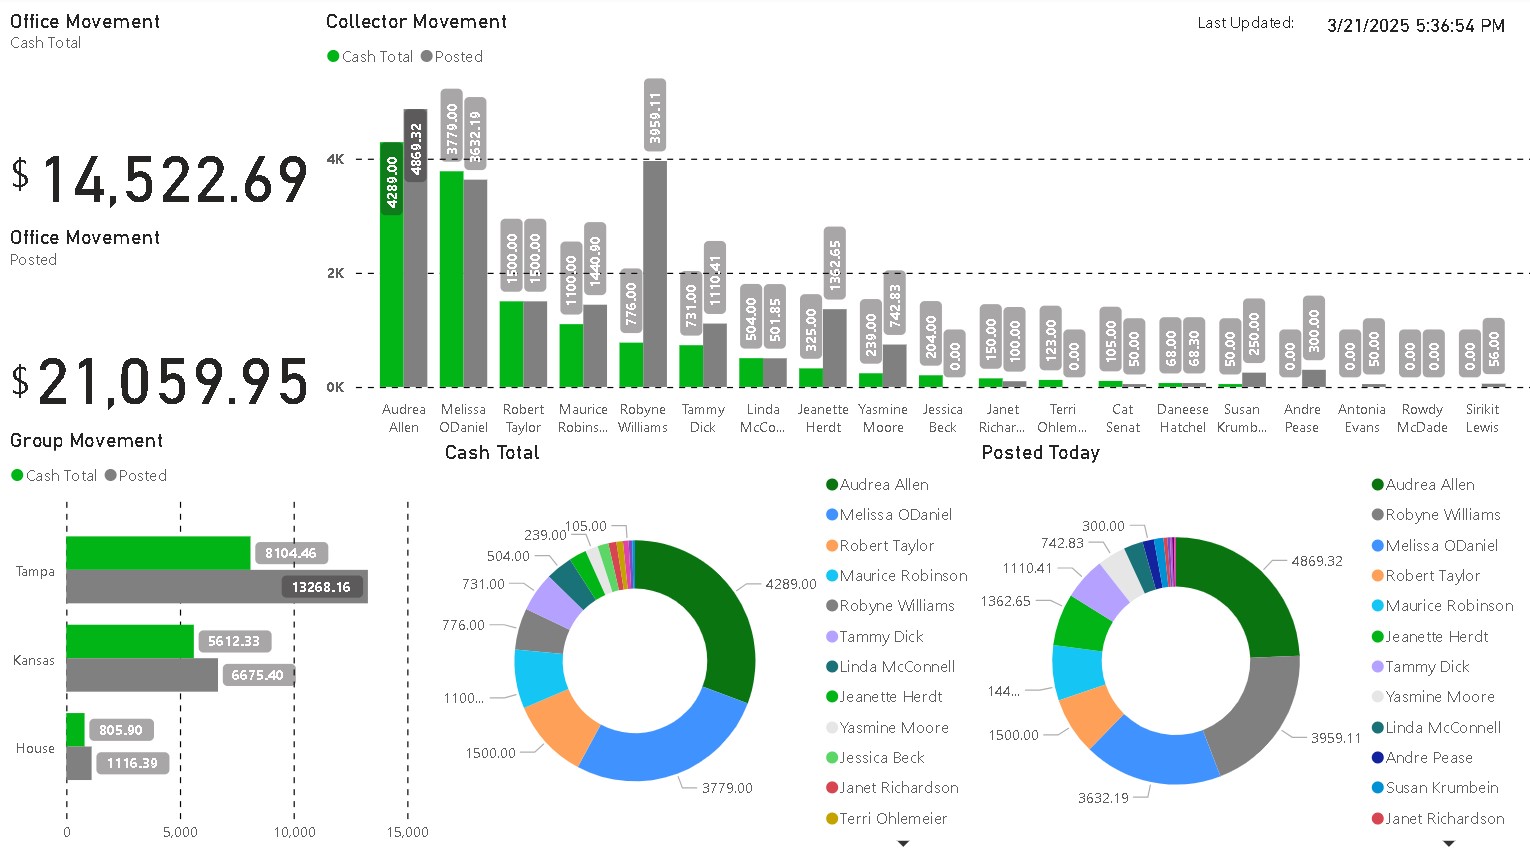 Office Movement
Cash Total
$ 14,522.69
Office Movement
Posted
$ 21,059.95
Collector Movement
Cash Total Posted
Last Updated: 3/21/2025 5:36:54 PM
4K
2K
0K
4289.00 4869.32
3779.00 3632.19
1500.00 1500.00
1100.00 1440.90
776.00 3959.11
731.00 1110.41
504.00 501.85
325.00 1362.65
239.00 742.83
204.00 0.00
150.00 100.00
123.00 0.00
105.00 50.00
68.00 68.30
50.00 250.00
0.00 300.00
0.00 50.00
0.00 0.00
0.00 56.00
Audrea Allen
Melissa ODaniel
Robert Taylor
Maurice Robins...
Robyne Williams
Tammy Dick
Linda McCo...
Jeanette Herdt
Yasmine Moore
Jessica Beck
Janet Richar...
Terri Ohlem...
Cat Senat
Daneese Hatchel
Susan Krumb...
Andre Pease
Antonia Evans
Rowdy McDade
Sirikit Lewis
Group Movement
Cash Total Posted
Tampa
8104.46
13268.16
Kansas
5612.33
6675.40
House
805.90
1116.39
0 5,000 10,000 15,000
Cash Total
105.00
239.00
504.00
731.00
776.00
1100...
1500.00
3779.00
4289.00
Audrea Allen
Melissa ODaniel
Robert Taylor
Maurice Robinson
Robyne Williams
Tammy Dick
Linda McConnell
Jeanette Herdt
Yasmine Moore
Jessica Beck
Janet Richardson
Terri Ohlemeier
Posted Today
300.00
742.83
1110.41
1362.65
144...
1500.00
3632.19
3959.11
4869.32
Audrea Allen
Robyne Williams
Melissa ODaniel
Robert Taylor
Maurice Robinson
Jeanette Herdt
Tammy Dick
Yasmine Moore
Linda McConnell
Andre Pease
Susan Krumbein
Janet Richardson